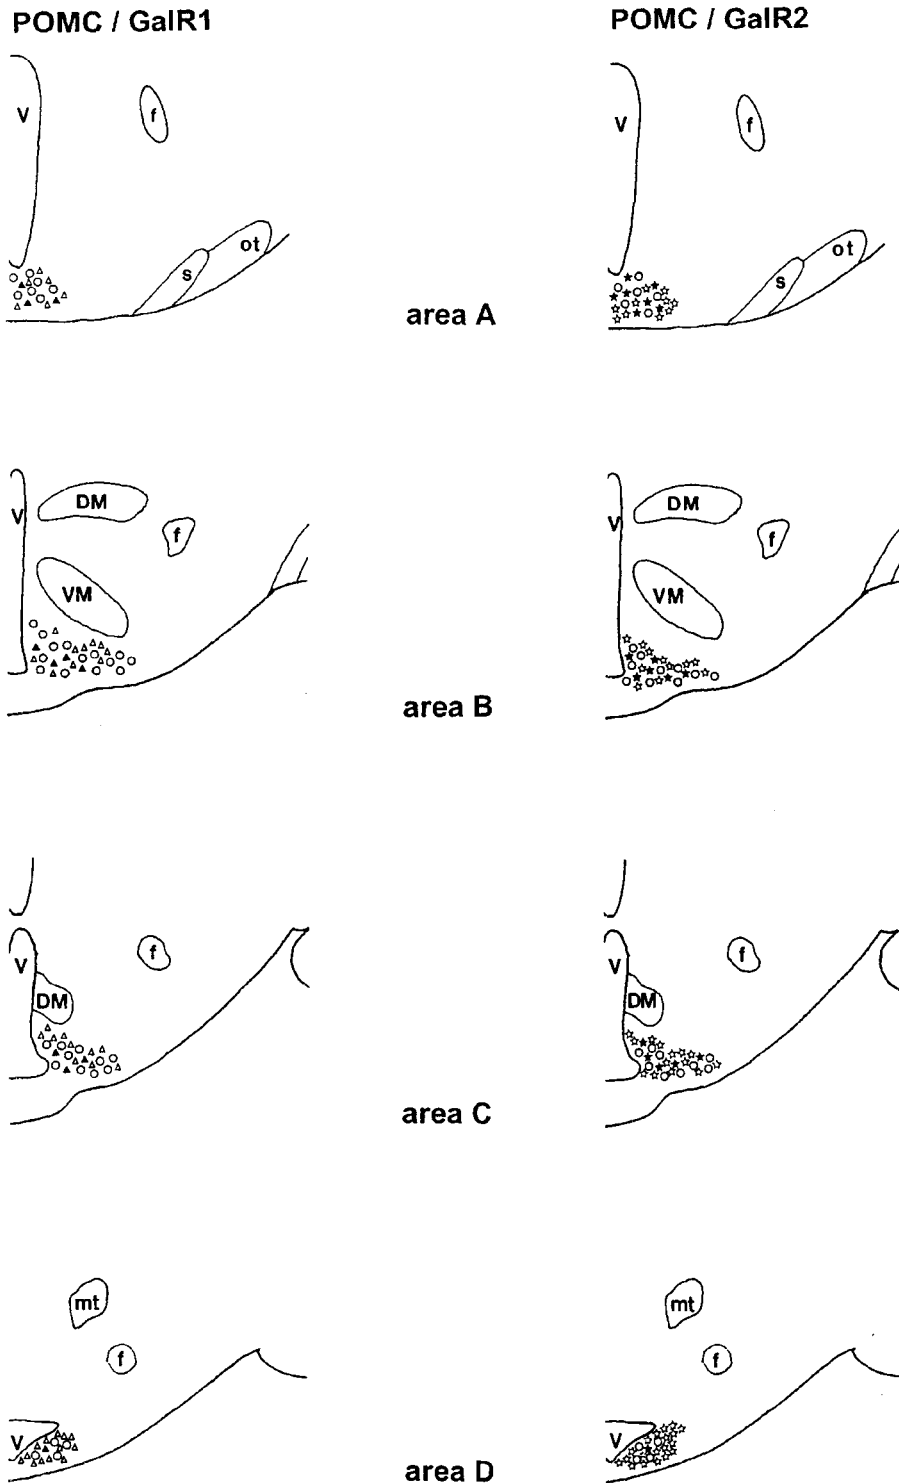 POMC / GalR1
POMC / GalR2
V
f
s
ot
V
f
s
ot
area A
V
DM
f
VM
V
DM
f
VM
area B
V
f
DM
V
f
DM
area C
mt
f
V
mt
f
V
area D